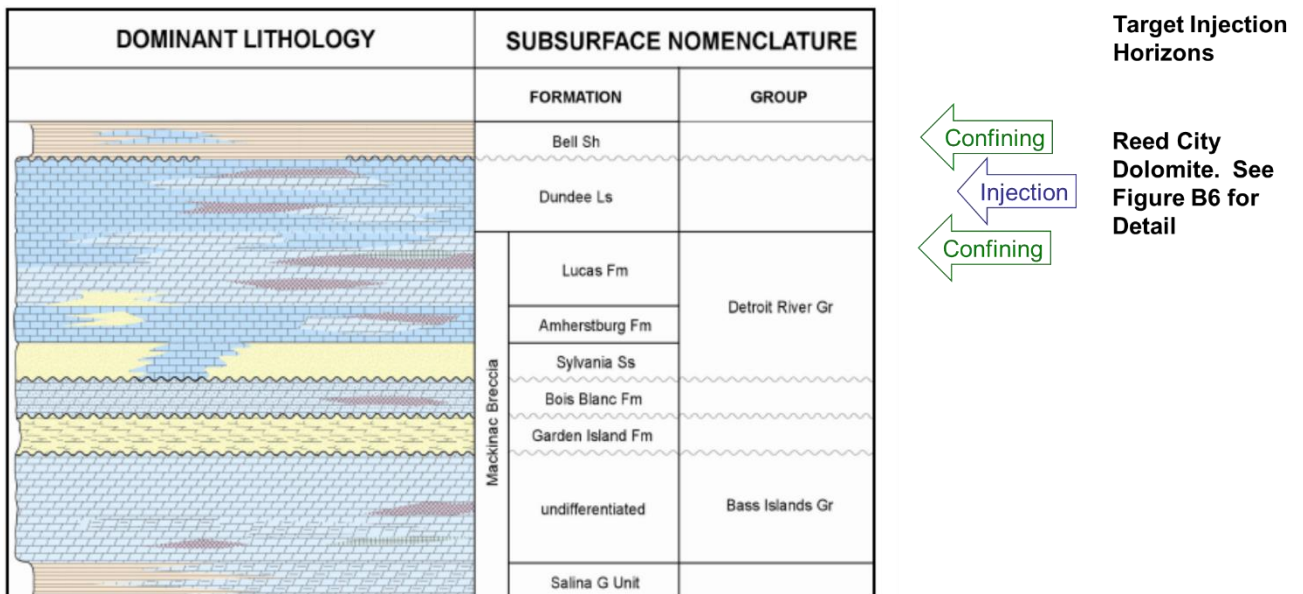 DOMINANT LITHOLOGY
SUBSURFACE NOMENCLATURE
FORMATION
GROUP
Bell Sh
Dundee Ls
Lucas Fm
Detroit River Gr
Amherstburg Fm
Sylvania Ss
Bois Blanc Fm
Garden Island Fm
Mackinac Breccia
undifferentiated
Bass Islands Gr
Salina G Unit
Confining
Injection
Confining
Target Injection
Horizons
Reed City
Dolomite. See
Figure B6 for
Detail